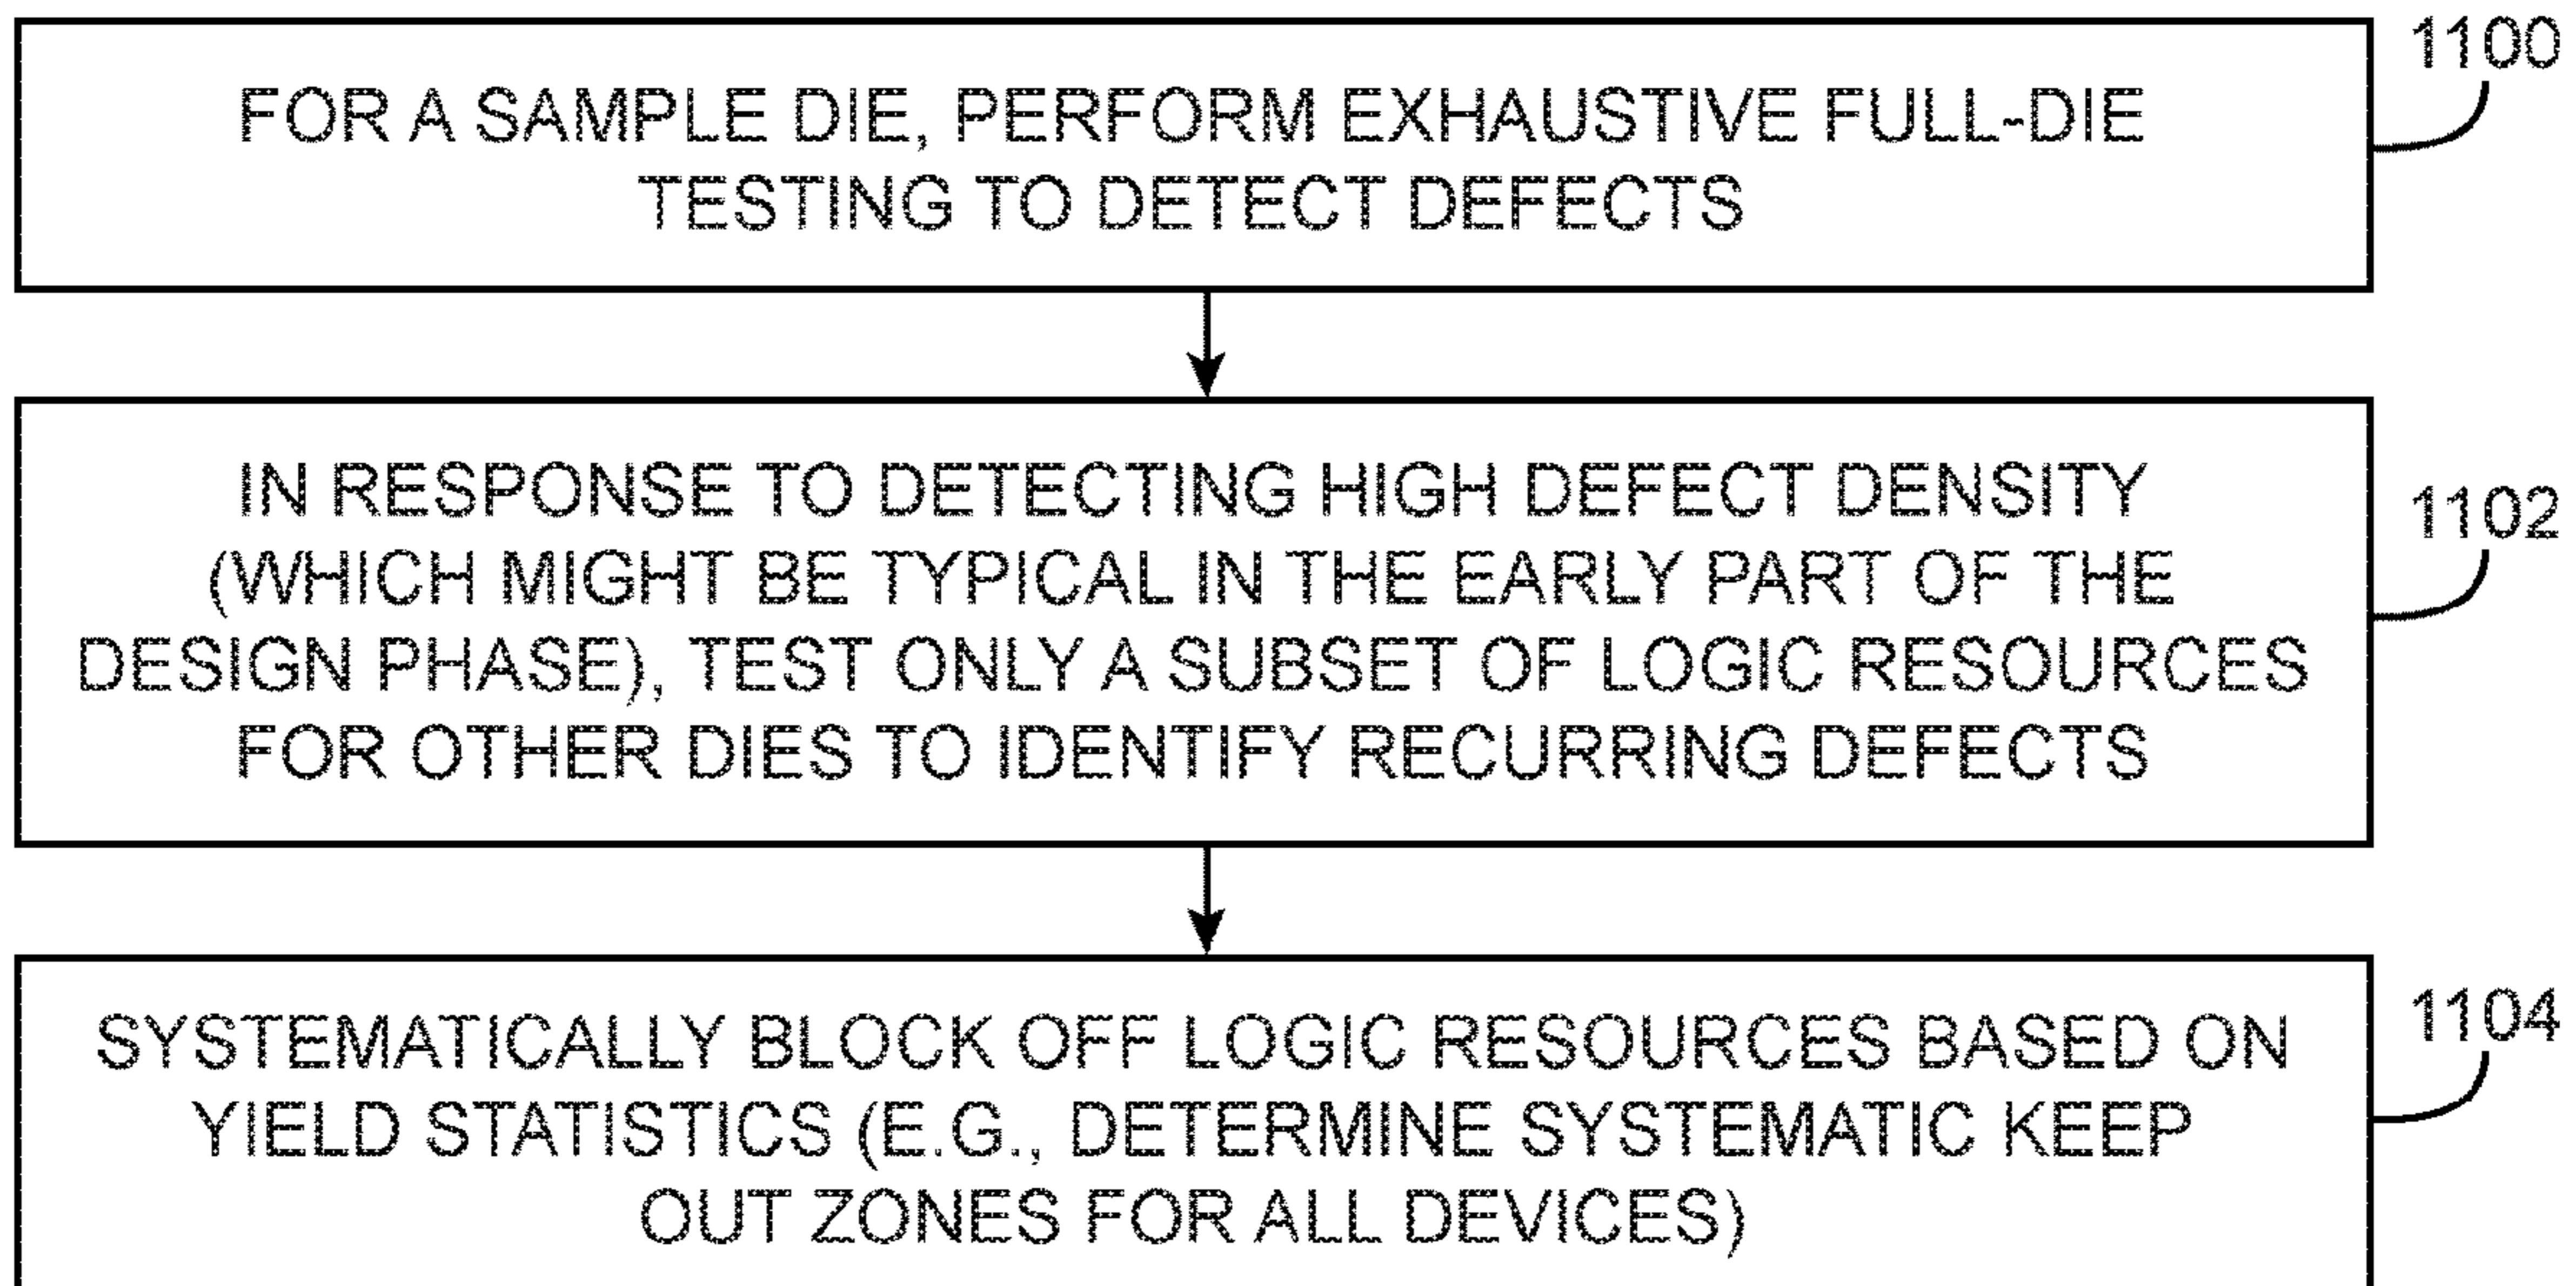 1100
FOR A SAMPLE DIE, PERFORM EXHAUSTIVE FULL-DIE
TESTING TO DETECT DEFECTS
1102
IN RESPONSE TO DETECTING HIGH DEFECT DENSITY
(WHICH MIGHT BE TYPICAL IN THE EARLY PART OF THE
DESIGN PHASE), TEST ONLY A SUBSET OF LOGIC RESOURCES
FOR OTHER DIES TO IDENTIFY RECURRING DEFECTS
1104
SYSTEMATICALLY BLOCK OFF LOGIC RESOURCES BASED ON
YIELD STATISTICS (E.G., DETERMINE SYSTEMATIC KEEP
OUT ZONES FOR ALL DEVICES)